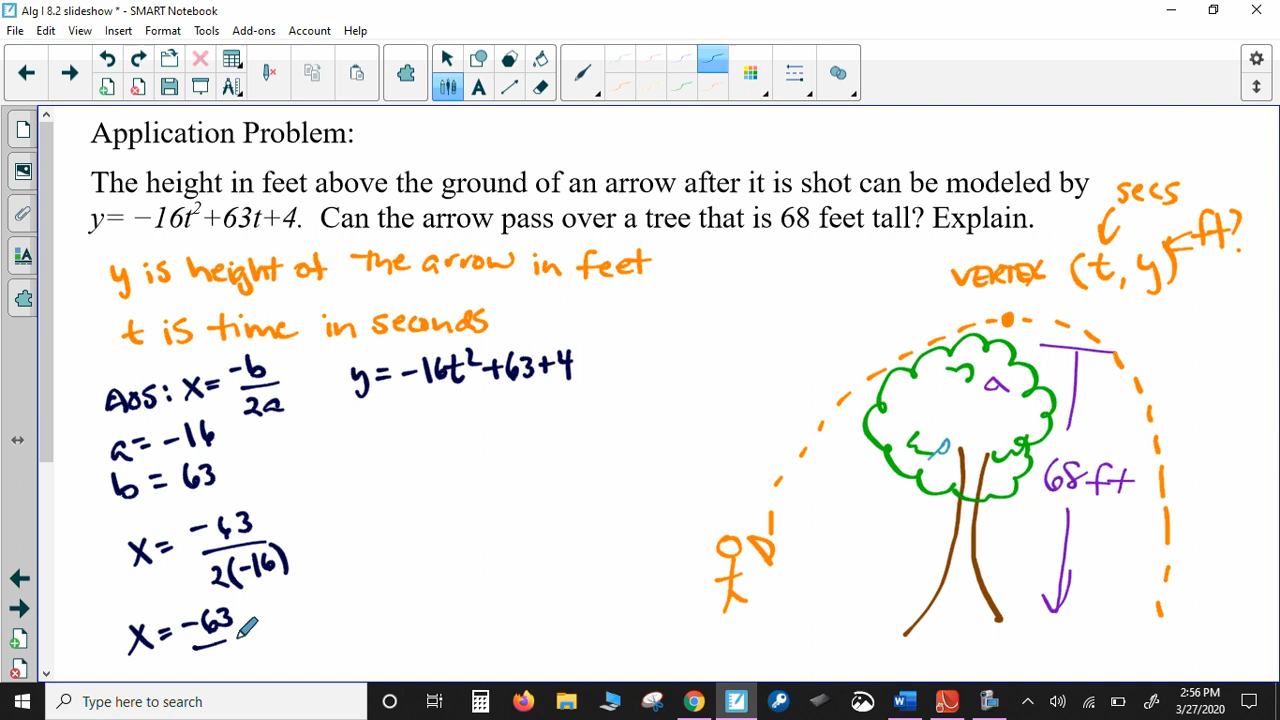 Alg I 8.2 slideshow * - SMART Notebook
File Edit View Insert Format Tools Add-ons Account Help
Application Problem:
The height in feet above the ground of an arrow after it is shot can be modeled by
y= −16t²+63t+4. Can the arrow pass over a tree that is 68 feet tall? Explain.
secs
ft?
VERTEX (t, y)
y is height of the arrow in feet
t is time in seconds
AOS: x= -b/2a
y = -16t²+63+4
a = -16
b = 63
68 ft
x = -63/2(-16)
x = -63
Type here to search
2:56 PM
3/27/2020